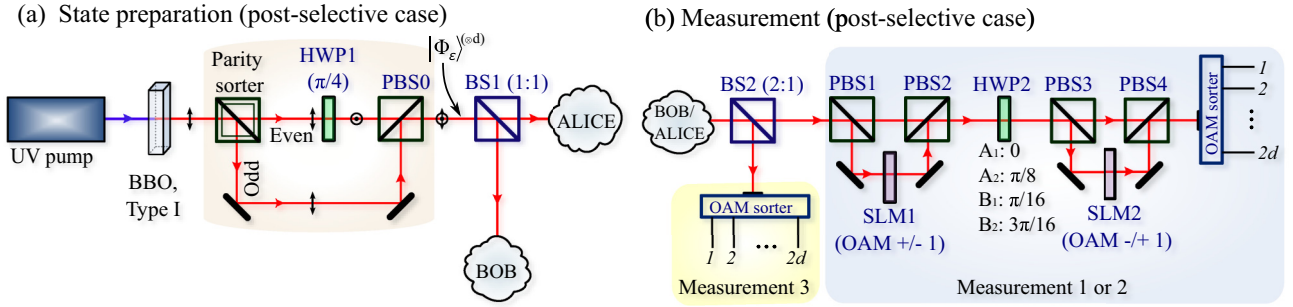 (a) State preparation (post-selective case)
UV pump
BBO,
Type I
Parity
sorter
Even
Odd
HWP1
(π/4)
PBS0
|Φ_ε⟩^(⊗d)
BS1 (1:1)
ALICE
BOB
(b) Measurement (post-selective case)
BOB/
ALICE
BS2 (2:1)
OAM sorter
1 2 ... 2d
Measurement 3
PBS1
PBS2
SLM1
(OAM +/- 1)
HWP2
A₁: 0
A₂: π/8
B₁: π/16
B₂: 3π/16
PBS3
PBS4
SLM2
(OAM -/+ 1)
OAM sorter
1
2
...
2d
Measurement 1 or 2